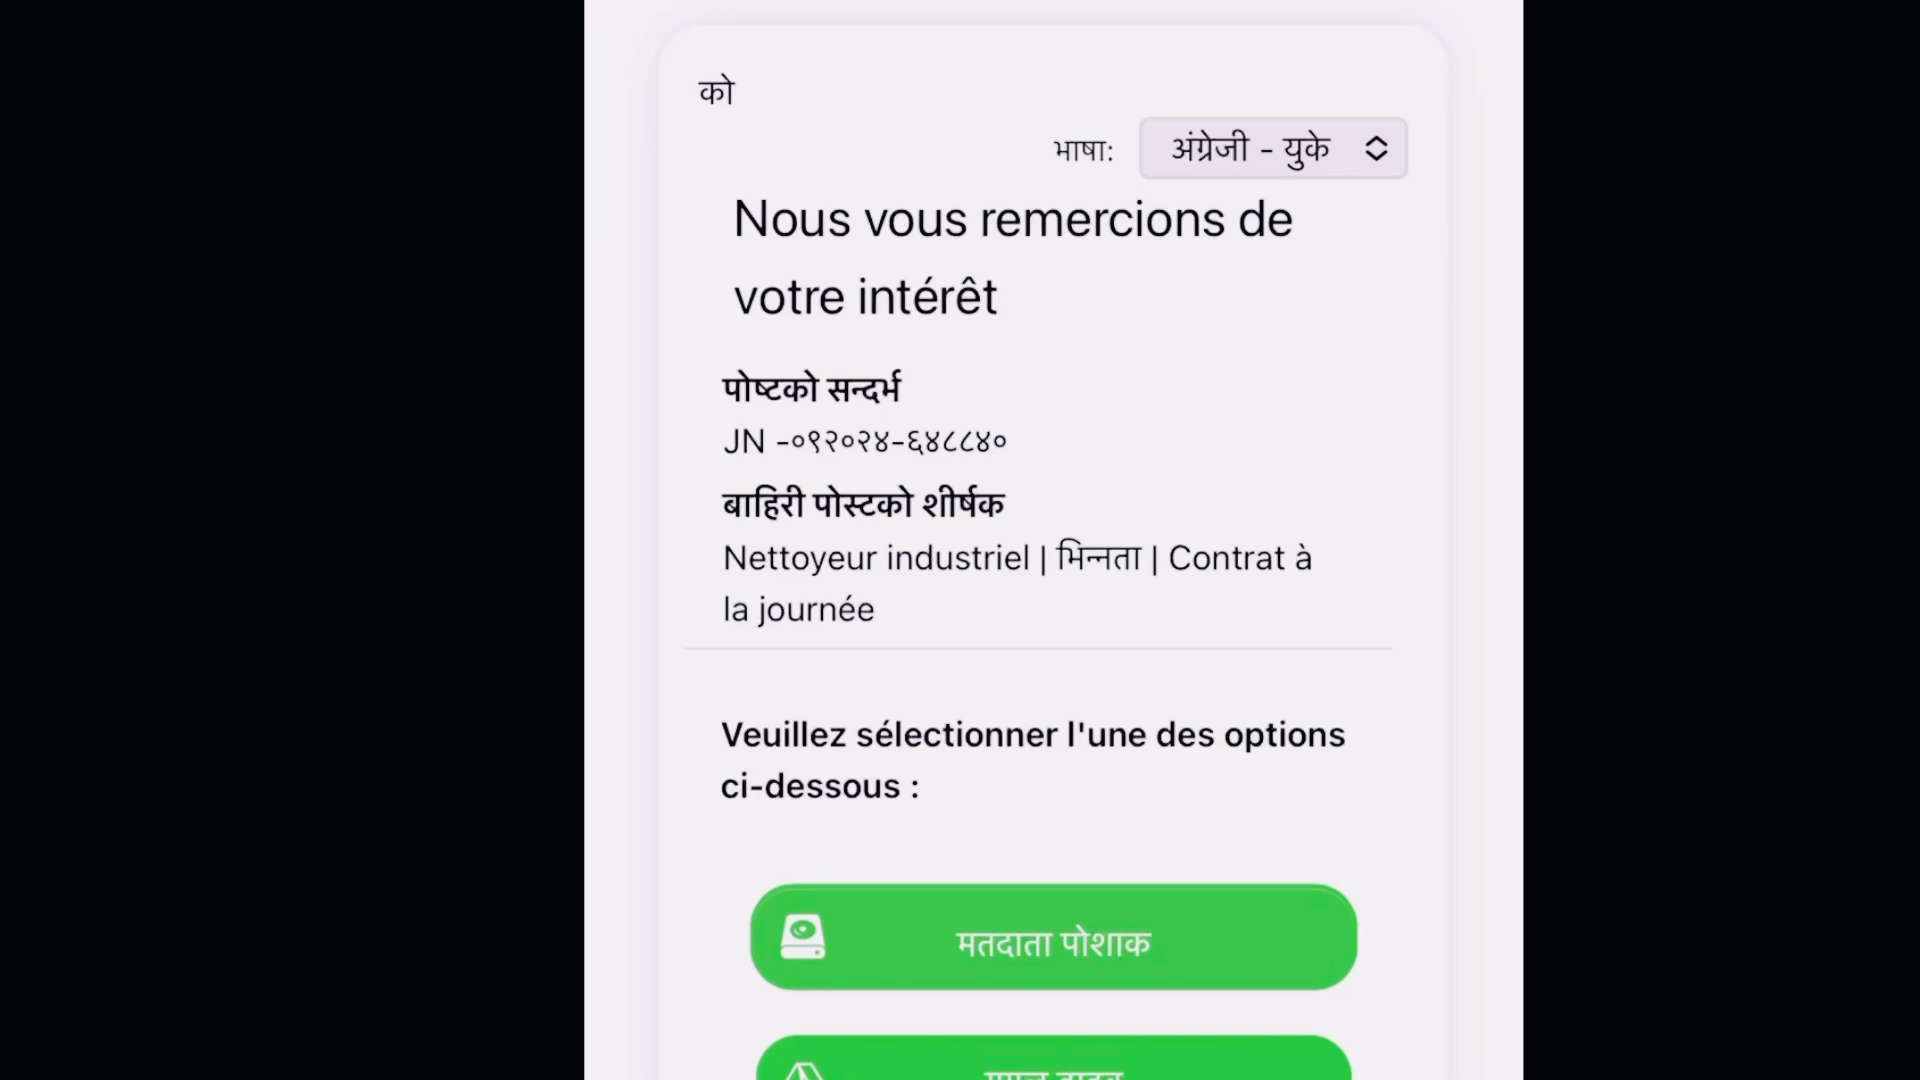 को
भाषा: अंग्रेजी - युके
Nous vous remercions de
votre intérêt
पोष्टको सन्दर्भ
JN -०९२०२४-६४८८४०
बाहिरी पोस्टको शीर्षक
Nettoyeur industriel | भिन्नता | Contrat à
la journée
Veuillez sélectionner l'une des options
ci-dessous :
मतदाता पोशाक